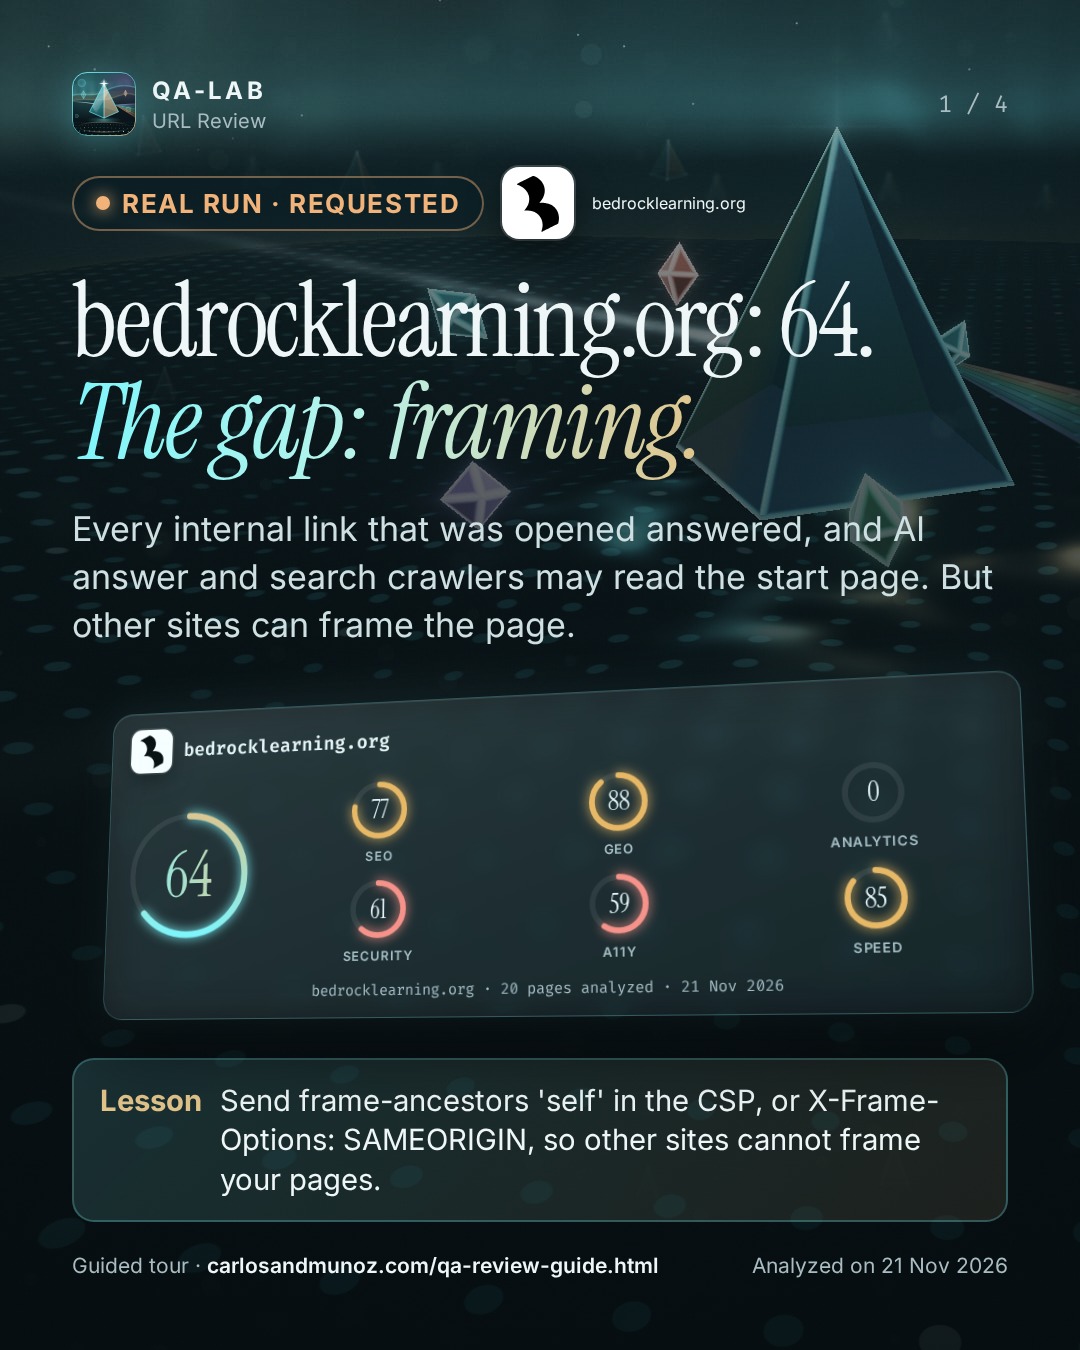 QA-LAB
URL Review
1 / 4
REAL RUN · REQUESTED
bedrocklearning.org
bedrocklearning.org: 64.
The gap: framing.
Every internal link that was opened answered, and AI
answer and search crawlers may read the start page. But
other sites can frame the page.
bedrocklearning.org
64
77
SEO
88
GEO
0
ANALYTICS
61
SECURITY
59
A11Y
85
SPEED
bedrocklearning.org · 20 pages analyzed · 21 Nov 2026
Lesson
Send frame-ancestors 'self' in the CSP, or X-Frame-
Options: SAMEORIGIN, so other sites cannot frame
your pages.
Guided tour · carlosandmunoz.com/qa-review-guide.html
Analyzed on 21 Nov 2026